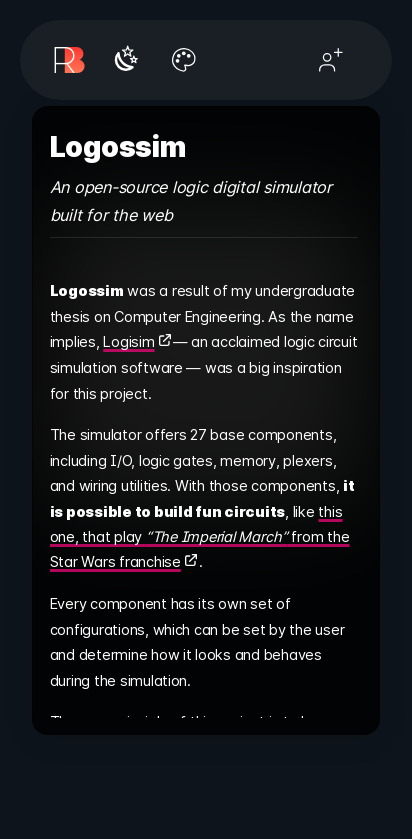 RB
Logossim
An open-source logic digital simulator
built for the web
Logossim was a result of my undergraduate
thesis on Computer Engineering. As the name
implies, Logisim — an acclaimed logic circuit
simulation software — was a big inspiration
for this project.
The simulator offers 27 base components,
including I/O, logic gates, memory, plexers,
and wiring utilities. With those components, it
is possible to build fun circuits, like this
one, that play “The Imperial March” from the
Star Wars franchise .
Every component has its own set of
configurations, which can be set by the user
and determine how it looks and behaves
during the simulation.